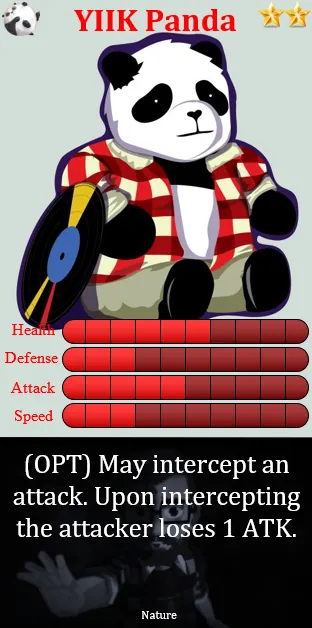 YIIK Panda
Health
Defense
Attack
Speed
(OPT) May intercept an
attack. Upon intercepting
the attacker loses 1 ATK.
Nature